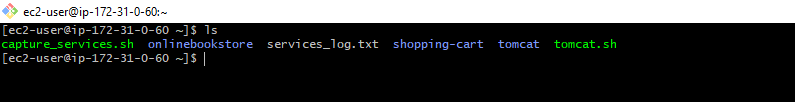 ec2-user@ip-172-31-0-60:~
[ec2-user@ip-172-31-0-60 ~]$ ls
capture_services.sh  onlinebookstore  services_log.txt  shopping-cart  tomcat  tomcat.sh
[ec2-user@ip-172-31-0-60 ~]$